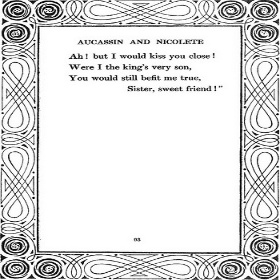 AUCASSIN AND NICOLETE
Ah! but I would kiss you close!
Were I the king's very son,
You would still befit me true,
Sister, sweet friend!"
93